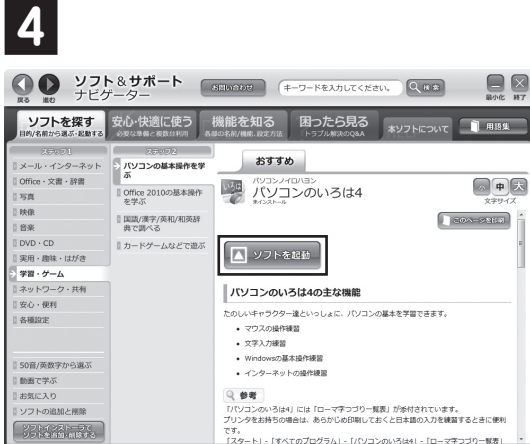 4
戻る 進む
ソフト&サポート
ナビゲーター
お問い合わせ
キーワードを入力してください。
検索
最小化 終了
ソフトを探す
目的/名前から選ぶ・起動する
安心・快適に使う
必要な準備と複数台利用
機能を知る
各部の名前/機能、設定方法
困ったら見る
トラブル解決のQ&A
本ソフトについて
用語集
ステップ1
メール・インターネット
Office・文書・辞書
写真
映像
音楽
DVD・CD
実用・趣味・はがき
学習・ゲーム
ネットワーク・共有
安心・便利
各種設定
50音/英数字から選ぶ
動画で学ぶ
お気に入り
ソフトの追加と削除
ソフトインストーラで
ソフトを追加・削除する
ステップ2
パソコンの基本操作を学
ぶ
Office 2010の基本操作
を学ぶ
国語/漢字/英和/和英辞
典で調べる
カードゲームなどで遊ぶ
おすすめ
いろは
パソコンノイロハヨン
パソコンのいろは4
未インストール
小 中 大
文字サイズ
このページを印刷
ソフトを起動
パソコンのいろは4の主な機能
たのしいキャラクター達といっしょに、パソコンの基本を学習できます。
• マウスの操作練習
• 文字入力練習
• Windowsの基本操作練習
• インターネットの操作練習
参考
「パソコンのいろは4」には「ローマ字つづり一覧表」が添付されています。
プリンタをお持ちの場合は、あらかじめ印刷しておくと日本語の入力を練習するときに便利
です。
「スタート」-「すべてのプログラム」-「パソコンのいろは4」-「ローマ字つづり一覧表」